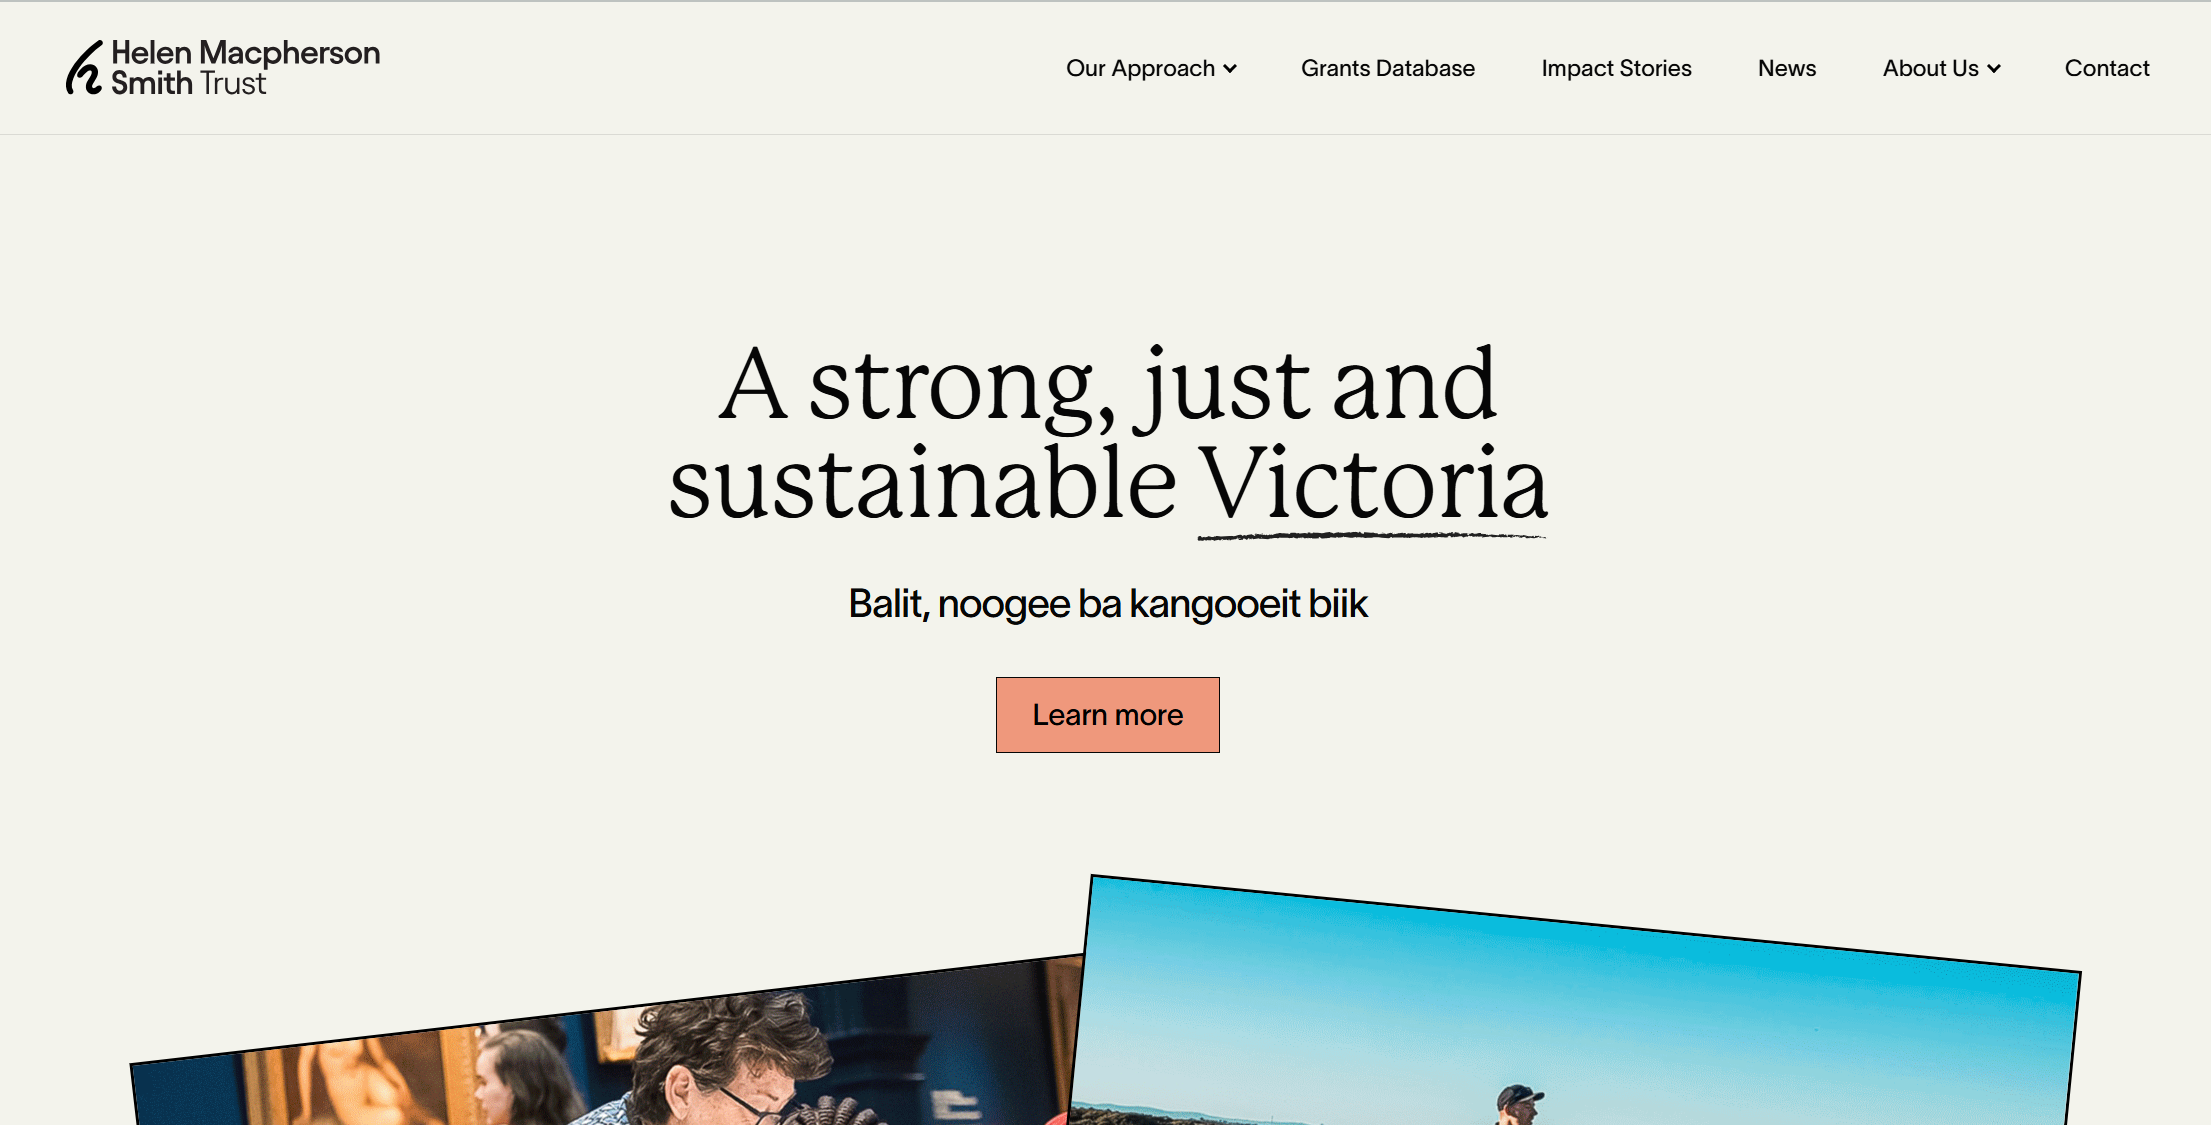 Helen Macpherson
Smith Trust
Our Approach
Grants Database
Impact Stories
News
About Us
Contact
A strong, just and
sustainable Victoria
Balit, noogee ba kangooeit biik
Learn more